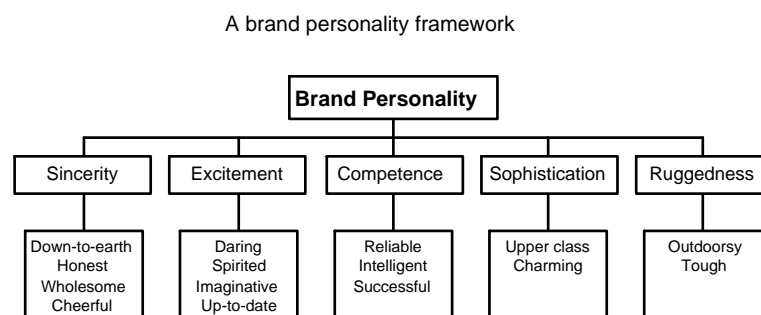 A brand personality framework
Brand Personality
Sincerity
Excitement
Competence
Sophistication
Ruggedness
Down-to-earth
Honest
Wholesome
Cheerful
Daring
Spirited
Imaginative
Up-to-date
Reliable
Intelligent
Successful
Upper class
Charming
Outdoorsy
Tough